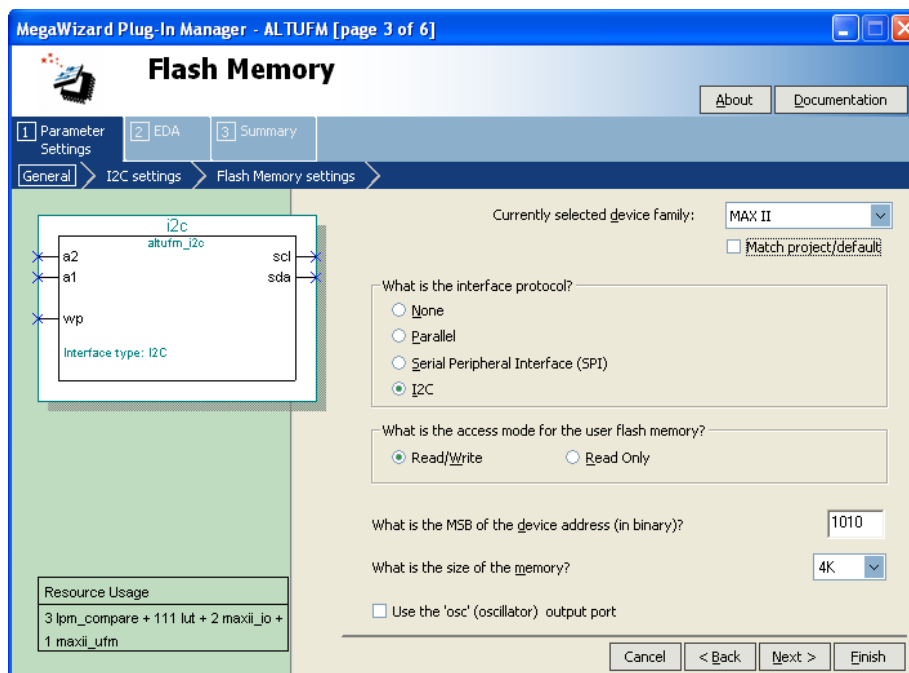 MegaWizard Plug-In Manager - ALTUFM [page 3 of 6]
Flash Memory
About
Documentation
1 Parameter Settings
2 EDA
3 Summary
General
I2C settings
Flash Memory settings
i2c
altufm_i2c
a2
scl
a1
sda
wp
Interface type: I2C
Currently selected device family:
MAX II
Match project/default
What is the interface protocol?
None
Parallel
Serial Peripheral Interface (SPI)
I2C
What is the access mode for the user flash memory?
Read/Write
Read Only
What is the MSB of the device address (in binary)?
1010
What is the size of the memory?
4K
Use the 'osc' (oscillator) output port
Resource Usage
3 lpm_compare + 111 lut + 2 maxii_io +
1 maxii_ufm
Cancel
< Back
Next >
Finish